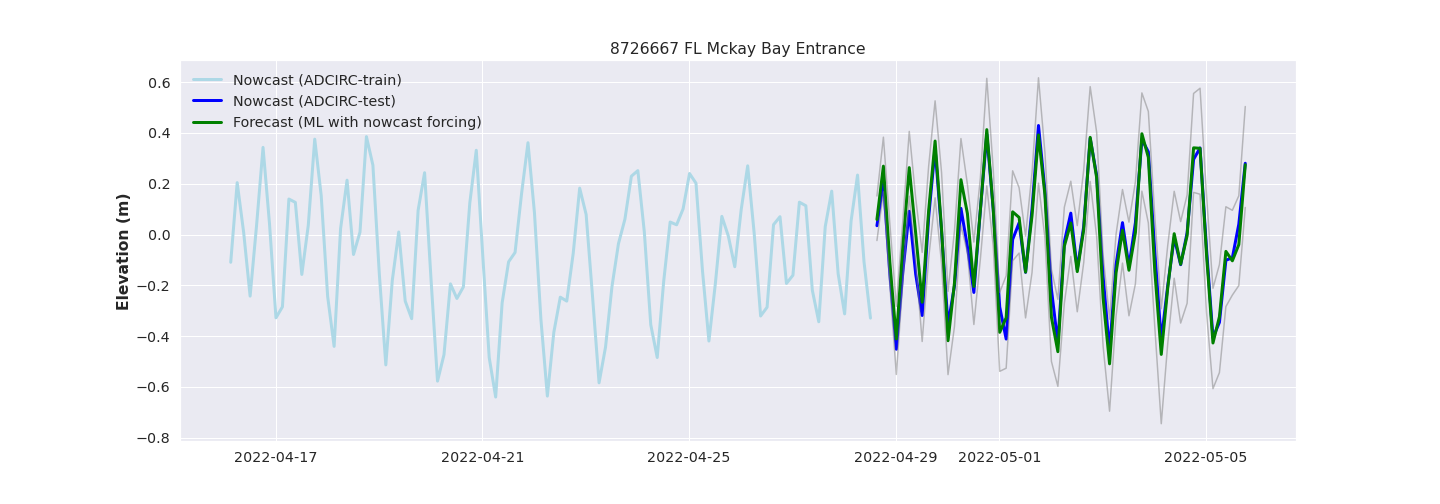 8726667 FL Mckay Bay Entrance
Nowcast (ADCIRC-train)
Nowcast (ADCIRC-test)
Forecast (ML with nowcast forcing)
Elevation (m)
0.6
0.4
0.2
0.0
−0.2
−0.4
−0.6
−0.8
2022-04-17 2022-04-21 2022-04-25 2022-04-29 2022-05-01 2022-05-05